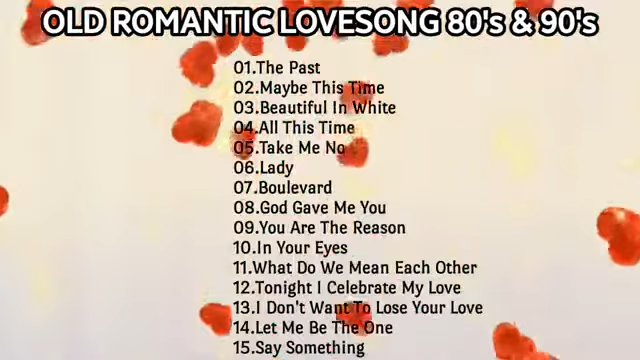 OLD ROMANTIC LOVESONG 80's & 90's
01.The Past
02.Maybe This Time
03.Beautiful In White
04.All This Time
05.Take Me No
06.Lady
07.Boulevard
08.God Gave Me You
09.You Are The Reason
10.In Your Eyes
11.What Do We Mean Each Other
12.Tonight I Celebrate My Love
13.I Don't Want To Lose Your Love
14.Let Me Be The One
15.Say Something